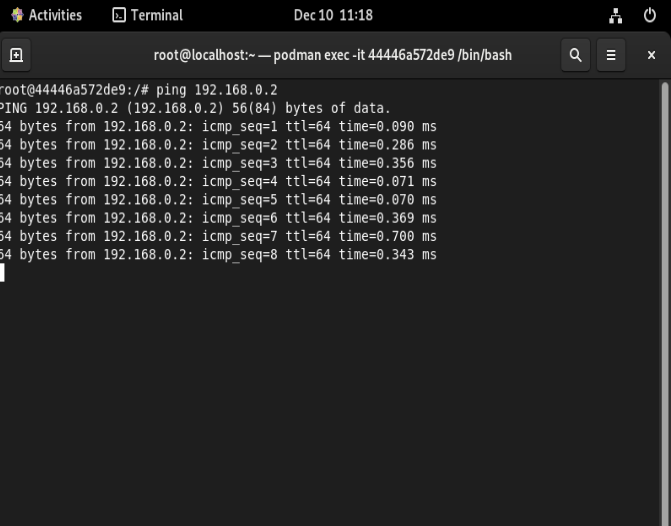 Activities Terminal Dec 10 11:18
root@localhost:~ — podman exec -it 44446a572de9 /bin/bash
root@44446a572de9:/# ping 192.168.0.2
PING 192.168.0.2 (192.168.0.2) 56(84) bytes of data.
64 bytes from 192.168.0.2: icmp_seq=1 ttl=64 time=0.090 ms
64 bytes from 192.168.0.2: icmp_seq=2 ttl=64 time=0.286 ms
64 bytes from 192.168.0.2: icmp_seq=3 ttl=64 time=0.356 ms
64 bytes from 192.168.0.2: icmp_seq=4 ttl=64 time=0.071 ms
64 bytes from 192.168.0.2: icmp_seq=5 ttl=64 time=0.070 ms
64 bytes from 192.168.0.2: icmp_seq=6 ttl=64 time=0.369 ms
64 bytes from 192.168.0.2: icmp_seq=7 ttl=64 time=0.700 ms
64 bytes from 192.168.0.2: icmp_seq=8 ttl=64 time=0.343 ms